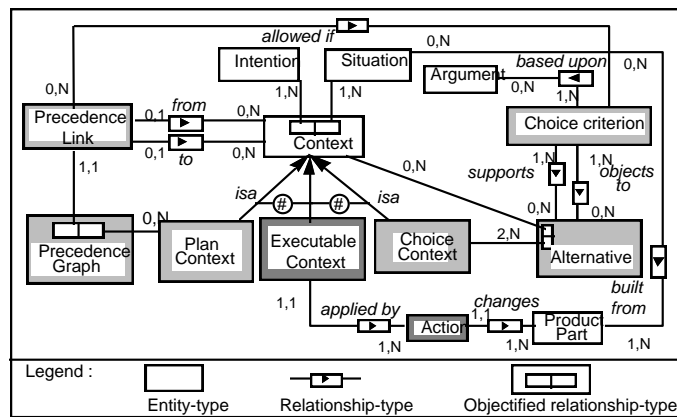 allowed if
Intention
Situation
0,N
based upon
0,N
Argument
0,N
1,N
1,N
1,N
0,N
Precedence
Link
0,1
from
0,N
0,1
to
0,N
Context
Choice criterion
1,1
isa
#
#
isa
0,N
supports
1,N
1,N
objects
to
0,N
0,N
Precedence
Graph
0,N
Plan
Context
Executable
Context
Choice
Context
2,N
Alternative
1,1
applied by
1,N
Action
1,1
changes
1,N
Product
Part
built
from
1,N
Legend :
Entity-type
Relationship-type
Objectified relationship-type